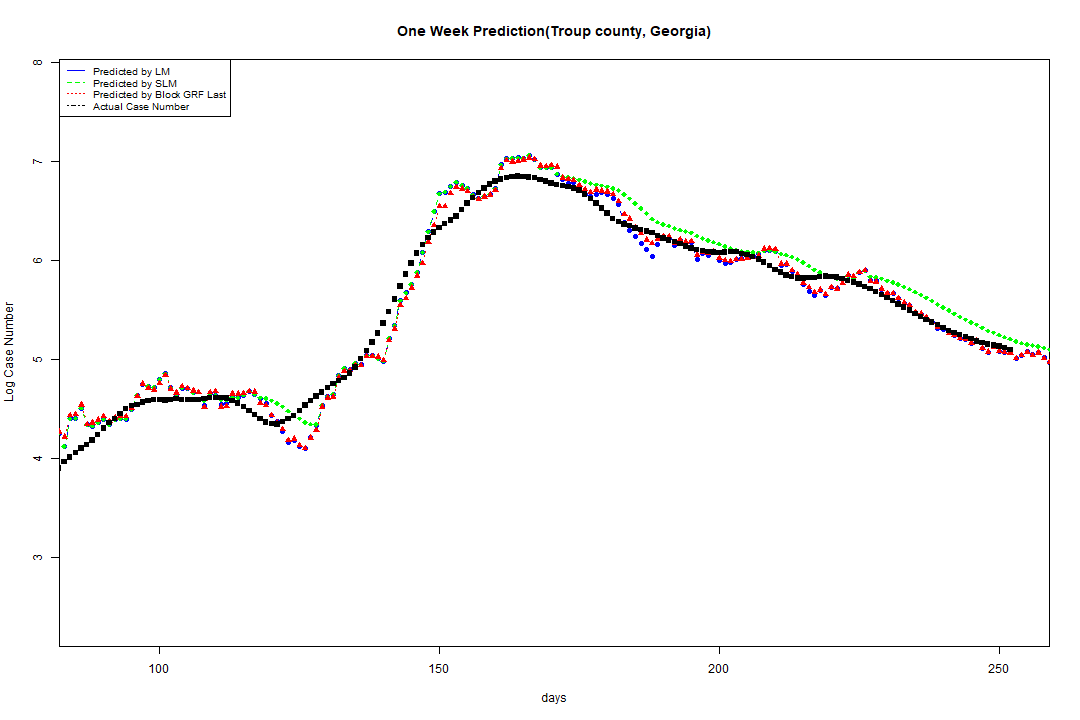 One Week Prediction(Troup county, Georgia)
Predicted by LM
Predicted by SLM
Predicted by Block GRF Last
Actual Case Number
8
7
6
5
4
3
Log Case Number
100 150 200 250
days